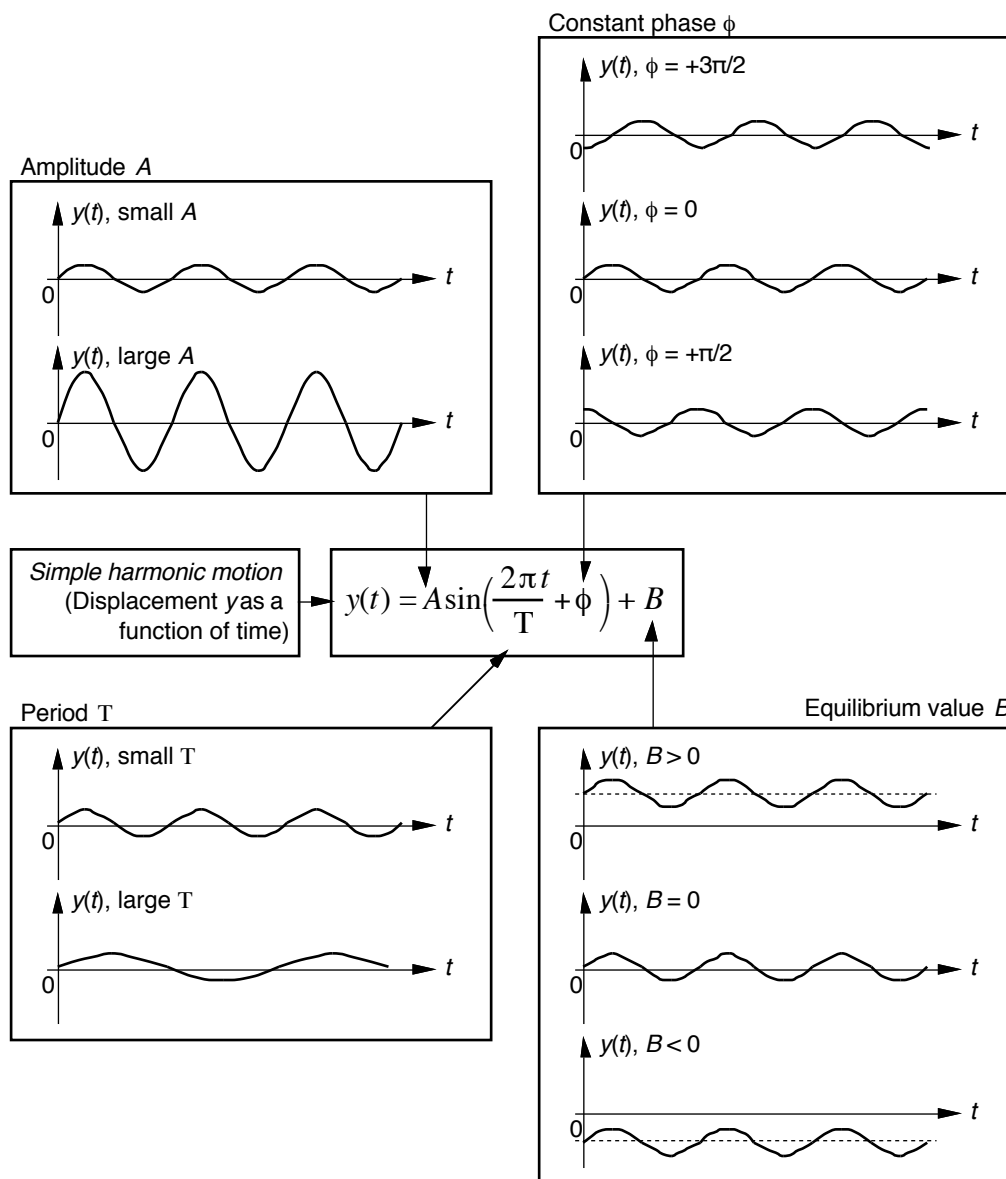 Constant phase ϕ
y(t), ϕ = +3π/2
t
0
y(t), ϕ = 0
t
0
y(t), ϕ = +π/2
t
0
Amplitude A
y(t), small A
t
0
y(t), large A
t
0
Simple harmonic motion
(Displacement y as a
function of time)
y(t) = A sin(2πt/T + ϕ) + B
Period T
y(t), small T
t
0
y(t), large T
t
0
Equilibrium value B
y(t), B > 0
t
0
y(t), B = 0
t
0
y(t), B < 0
t
0